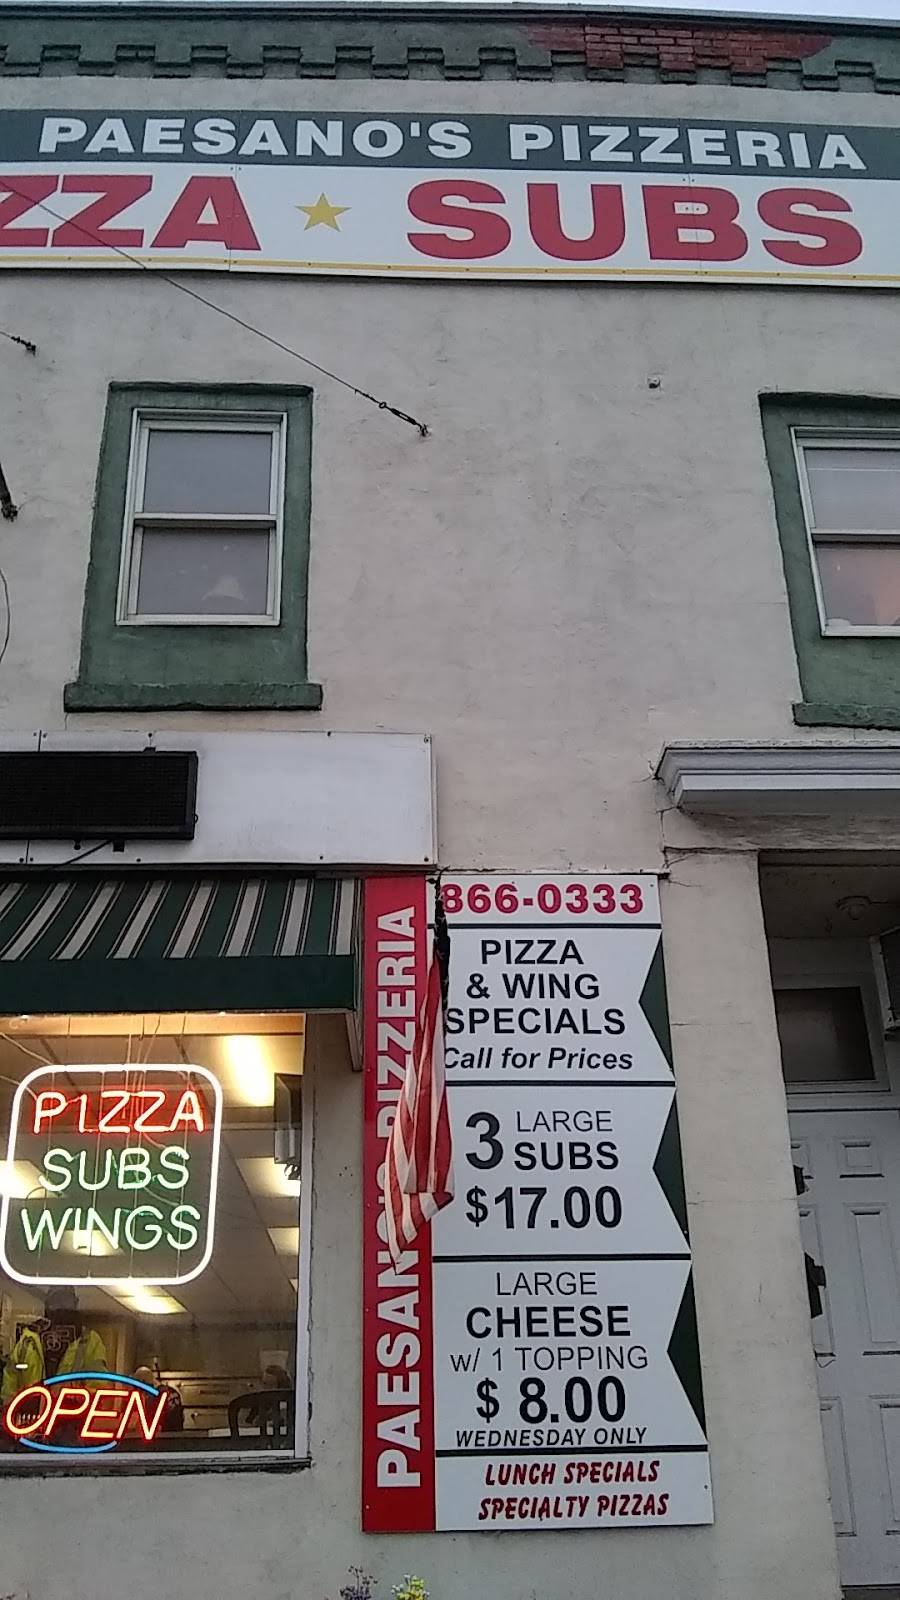 PAESANO'S PIZZERIA
ZZA ★ SUBS
866-0333
PIZZA
& WING
SPECIALS
Call for Prices
3 LARGE
SUBS
$17.00
LARGE
CHEESE
w/ 1 TOPPING
$ 8.00
WEDNESDAY ONLY
LUNCH SPECIALS
SPECIALTY PIZZAS
PAESANO'S PIZZERIA
PIZZA
SUBS
WINGS
OPEN